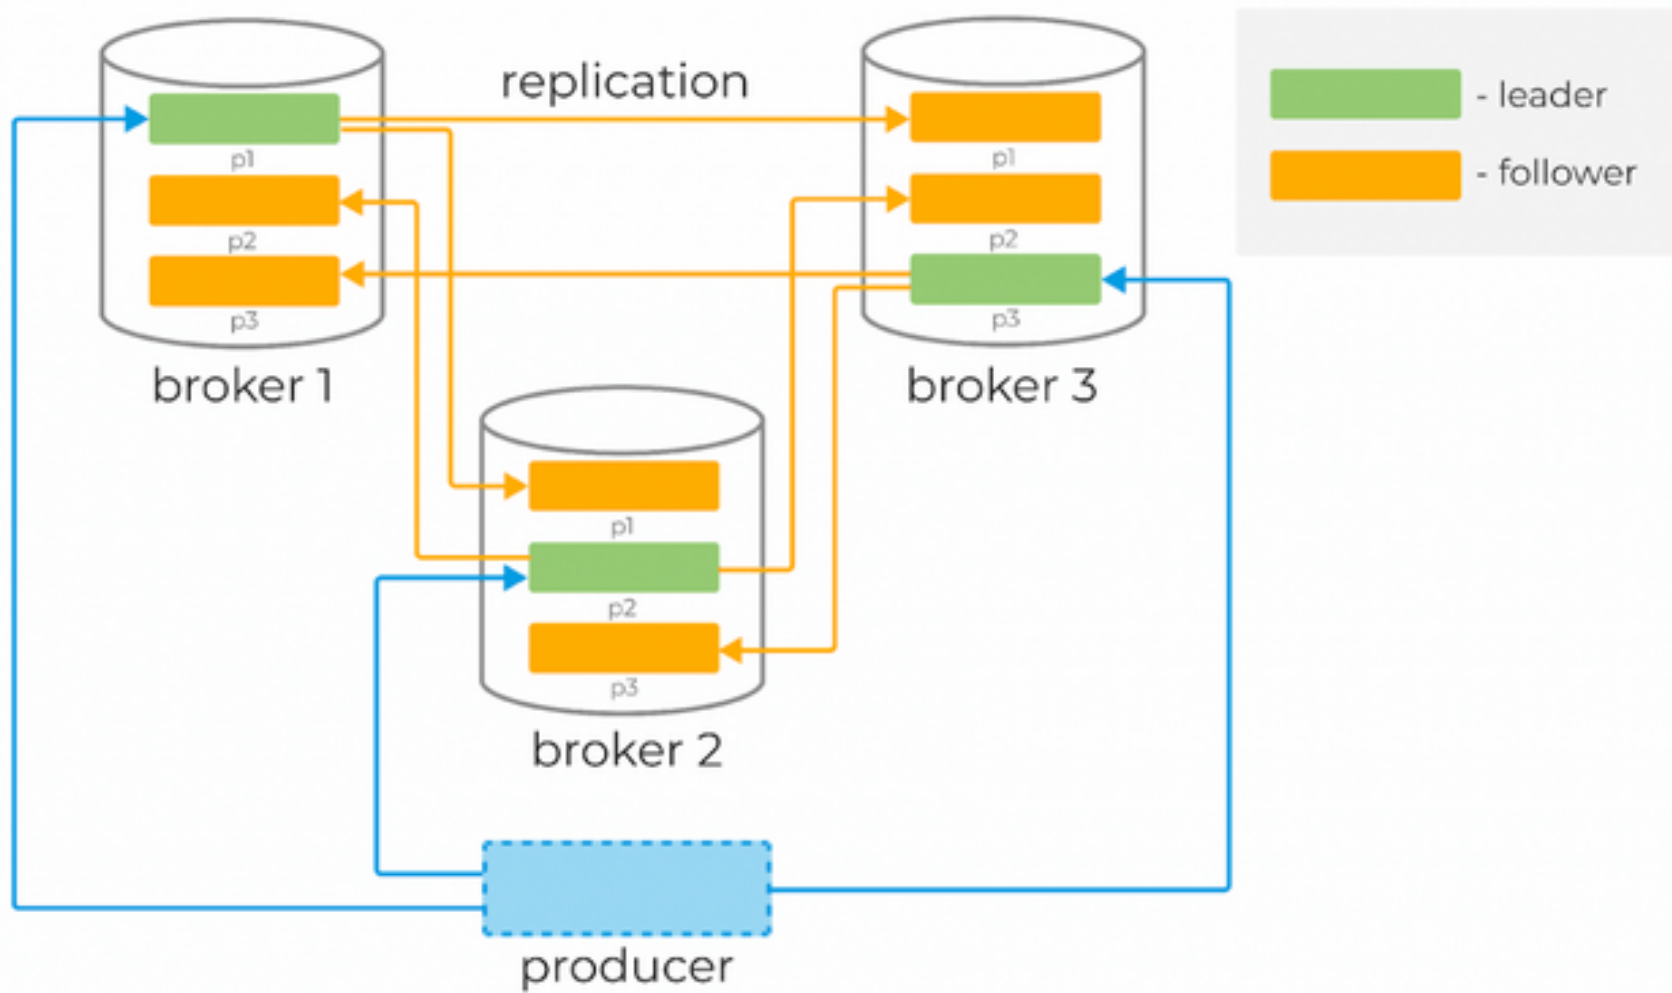 replication
p1
p2
p3
broker 1
p1
p2
p3
broker 3
- leader
- follower
p1
p2
p3
broker 2
producer